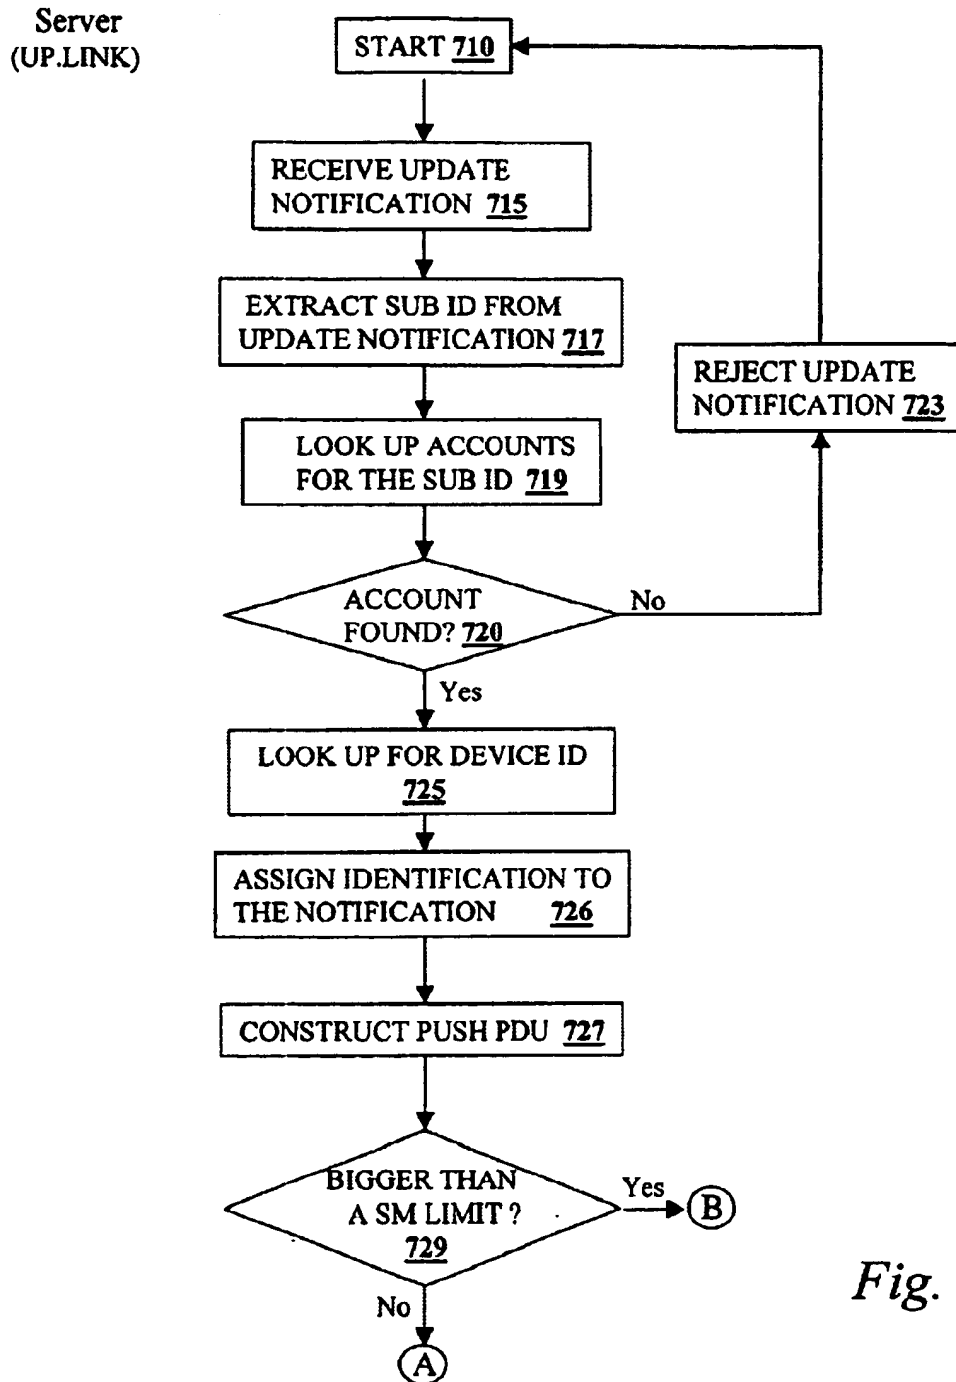 Server
(UP.LINK)
START 710
RECEIVE UPDATE
NOTIFICATION 715
EXTRACT SUB ID FROM
UPDATE NOTIFICATION 717
REJECT UPDATE
NOTIFICATION 723
LOOK UP ACCOUNTS
FOR THE SUB ID 719
ACCOUNT
FOUND? 720
No
Yes
LOOK UP FOR DEVICE ID
725
ASSIGN IDENTIFICATION TO
THE NOTIFICATION 726
CONSTRUCT PUSH PDU 727
BIGGER THAN
A SM LIMIT ?
729
Yes
B
No
A
Fig.